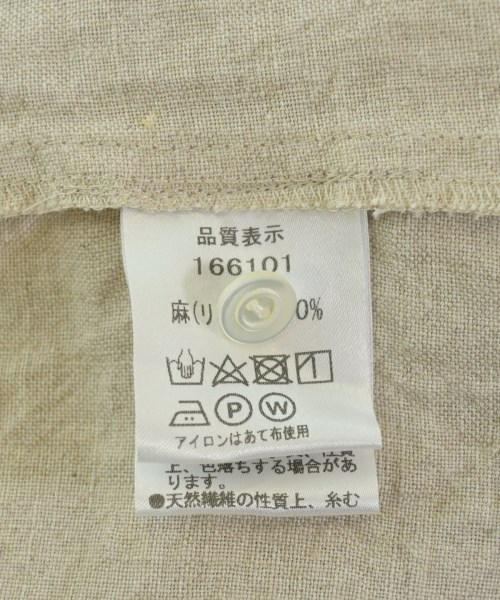 品質表示
166101
麻(リ 0%
P W
アイロンはあて布使用
上、色落ちする場合があ
ります。
●天然繊維の性質上、糸む